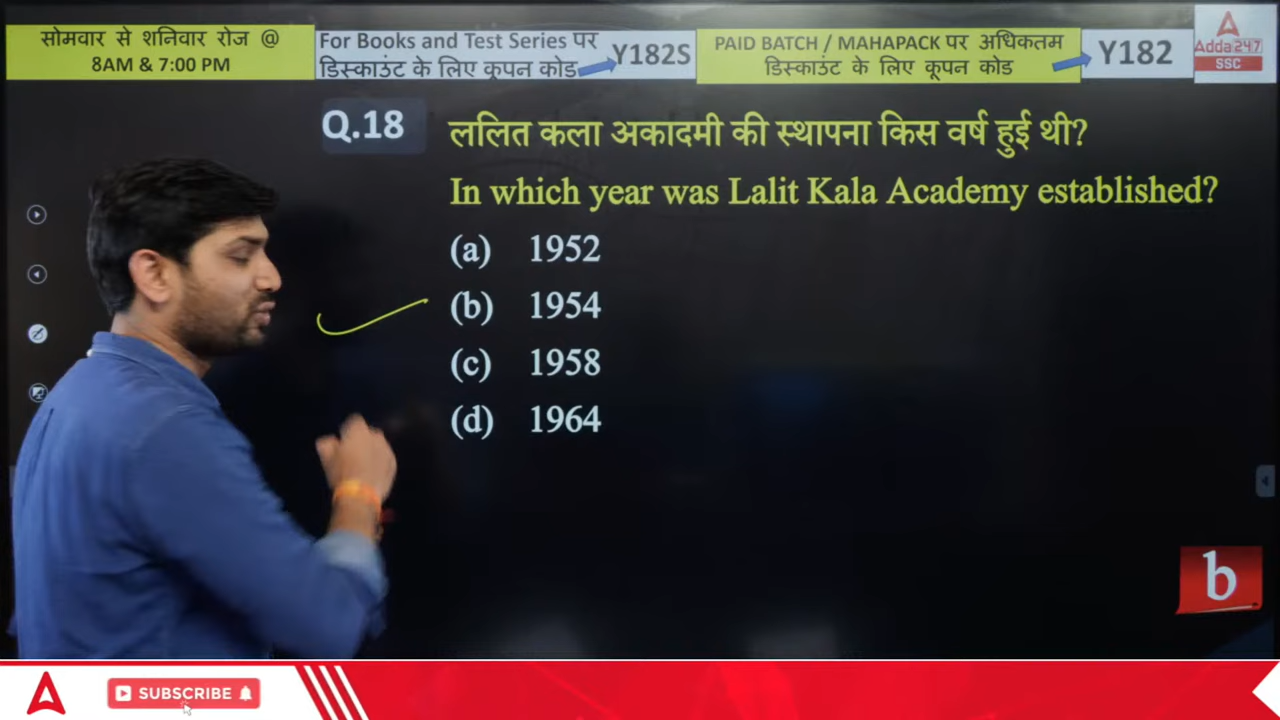 सोमवार से शनिवार रोज @
8AM & 7:00 PM
For Books and Test Series पर
डिस्काउंट के लिए कूपन कोड
Y182S
PAID BATCH / MAHAPACK पर अधिकतम
डिस्काउंट के लिए कूपन कोड
Y182
Adda 247
SSC
Q.18
ललित कला अकादमी की स्थापना किस वर्ष हुई थी?
In which year was Lalit Kala Academy established?
(a) 1952
(b) 1954
(c) 1958
(d) 1964
b
SUBSCRIBE